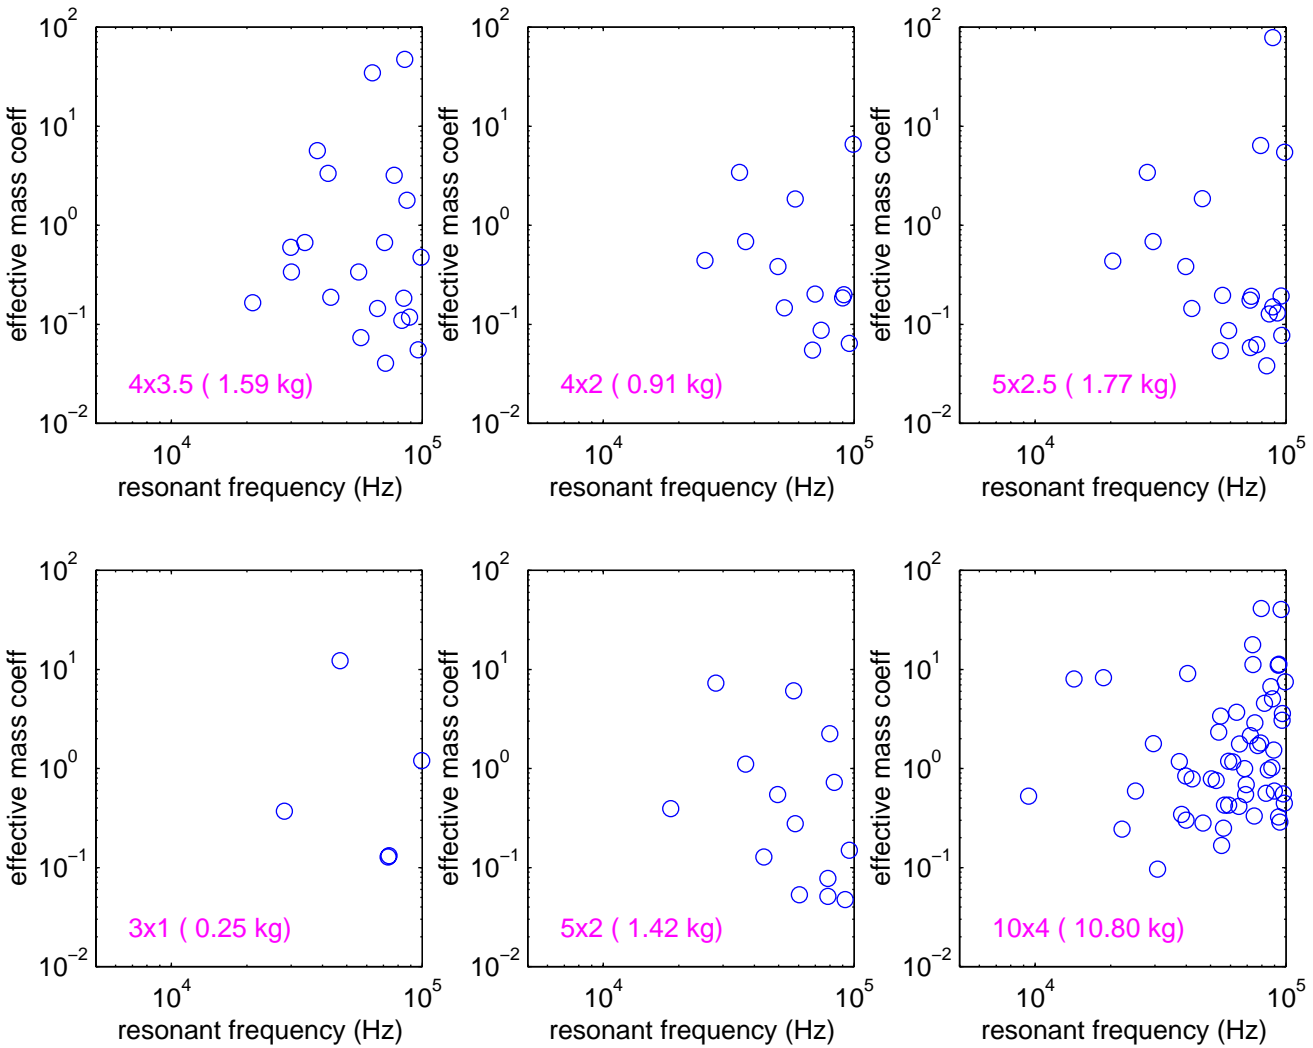 10^2
10^1
10^0
10^−1
10^−2
10^4
10^5
effective mass coeff
resonant frequency (Hz)
4x3.5 ( 1.59 kg)
10^2
10^1
10^0
10^−1
10^−2
10^4
10^5
effective mass coeff
resonant frequency (Hz)
4x2 ( 0.91 kg)
10^2
10^1
10^0
10^−1
10^−2
10^4
10^5
effective mass coeff
resonant frequency (Hz)
5x2.5 ( 1.77 kg)
10^2
10^1
10^0
10^−1
10^−2
10^4
10^5
effective mass coeff
resonant frequency (Hz)
3x1 ( 0.25 kg)
10^2
10^1
10^0
10^−1
10^−2
10^4
10^5
effective mass coeff
resonant frequency (Hz)
5x2 ( 1.42 kg)
10^2
10^1
10^0
10^−1
10^−2
10^4
10^5
effective mass coeff
resonant frequency (Hz)
10x4 ( 10.80 kg)